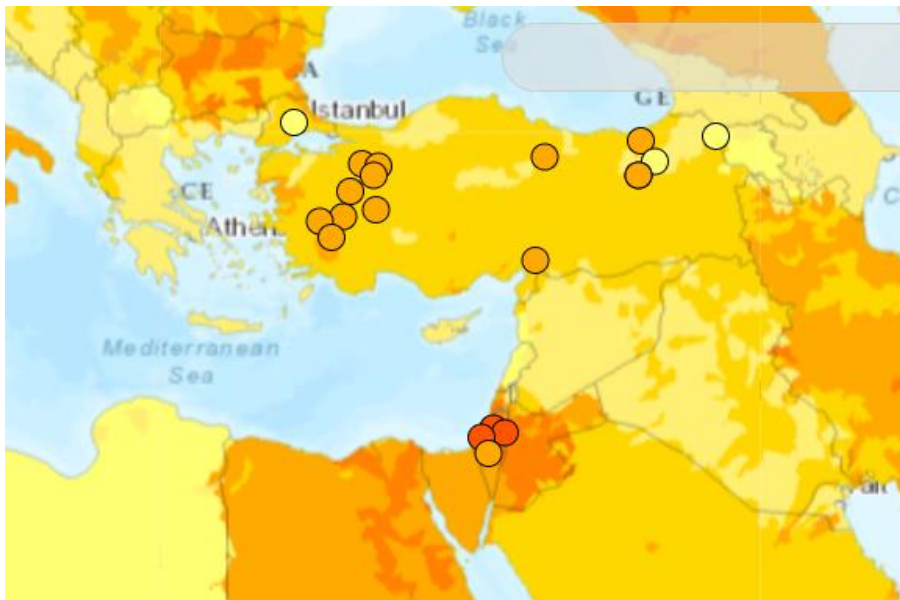 Black
Sea
A
Istanbul
GE
CE
Athen
Mediterranean
Sea
C